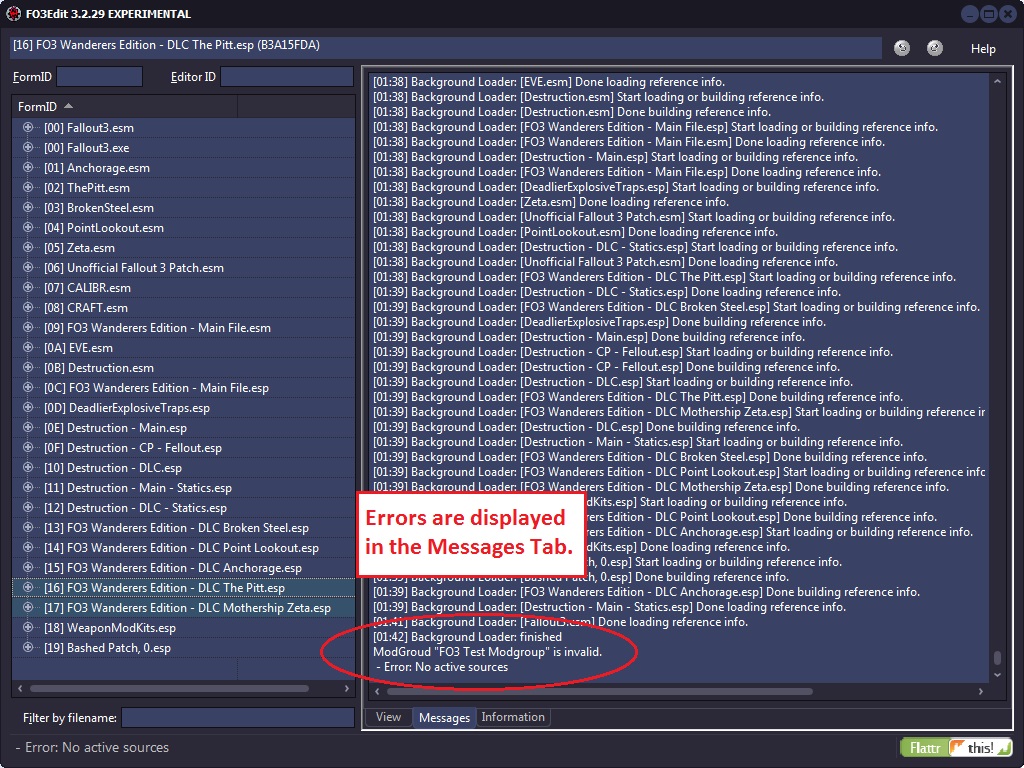 FO3Edit 3.2.29 EXPERIMENTAL
[16] FO3 Wanderers Edition - DLC The Pitt.esp (B3A15FDA)
Help
FormID
Editor ID
FormID
[00] Fallout3.esm
[00] Fallout3.exe
[01] Anchorage.esm
[02] ThePitt.esm
[03] BrokenSteel.esm
[04] PointLookout.esm
[05] Zeta.esm
[06] Unofficial Fallout 3 Patch.esm
[07] CALIBR.esm
[08] CRAFT.esm
[09] FO3 Wanderers Edition - Main File.esm
[0A] EVE.esm
[0B] Destruction.esm
[0C] FO3 Wanderers Edition - Main File.esp
[0D] DeadlierExplosiveTraps.esp
[0E] Destruction - Main.esp
[0F] Destruction - CP - Fellout.esp
[10] Destruction - DLC.esp
[11] Destruction - Main - Statics.esp
[12] Destruction - DLC - Statics.esp
[13] FO3 Wanderers Edition - DLC Broken Steel.esp
[14] FO3 Wanderers Edition - DLC Point Lookout.esp
[15] FO3 Wanderers Edition - DLC Anchorage.esp
[16] FO3 Wanderers Edition - DLC The Pitt.esp
[17] FO3 Wanderers Edition - DLC Mothership Zeta.esp
[18] WeaponModKits.esp
[19] Bashed Patch, 0.esp
Filter by filename:
[01:38] Background Loader: [EVE.esm] Done loading reference info.
[01:38] Background Loader: [Destruction.esm] Start loading or building reference info.
[01:38] Background Loader: [Destruction.esm] Done building reference info.
[01:38] Background Loader: [FO3 Wanderers Edition - Main File.esp] Start loading or building reference info.
[01:38] Background Loader: [FO3 Wanderers Edition - Main File.esm] Done loading reference info.
[01:38] Background Loader: [Destruction - Main.esp] Start loading or building reference info.
[01:38] Background Loader: [FO3 Wanderers Edition - Main File.esp] Done loading reference info.
[01:38] Background Loader: [DeadlierExplosiveTraps.esp] Start loading or building reference info.
[01:38] Background Loader: [Zeta.esm] Done loading reference info.
[01:38] Background Loader: [Unofficial Fallout 3 Patch.esm] Start loading or building reference info.
[01:38] Background Loader: [PointLookout.esm] Done loading reference info.
[01:38] Background Loader: [Destruction - DLC - Statics.esp] Start loading or building reference info.
[01:38] Background Loader: [Unofficial Fallout 3 Patch.esm] Done loading reference info.
[01:38] Background Loader: [FO3 Wanderers Edition - DLC The Pitt.esp] Start loading or building reference info.
[01:39] Background Loader: [Destruction - DLC - Statics.esp] Done loading reference info.
[01:39] Background Loader: [FO3 Wanderers Edition - DLC Broken Steel.esp] Start loading or building reference info.
[01:39] Background Loader: [DeadlierExplosiveTraps.esp] Done building reference info.
[01:39] Background Loader: [Destruction - Main.esp] Done building reference info.
[01:39] Background Loader: [Destruction - CP - Fellout.esp] Start loading or building reference info.
[01:39] Background Loader: [Destruction - CP - Fellout.esp] Done building reference info.
[01:39] Background Loader: [Destruction - DLC.esp] Start loading or building reference info.
[01:39] Background Loader: [FO3 Wanderers Edition - DLC The Pitt.esp] Done building reference info.
[01:39] Background Loader: [FO3 Wanderers Edition - DLC Mothership Zeta.esp] Start loading or building reference ir
[01:39] Background Loader: [Destruction - DLC.esp] Done building reference info.
[01:39] Background Loader: [Destruction - Main - Statics.esp] Start loading or building reference info.
[01:39] Background Loader: [FO3 Wanderers Edition - DLC Broken Steel.esp] Done building reference info.
[01:39] Background Loader: [FO3 Wanderers Edition - DLC Point Lookout.esp] Start loading or building reference infc
[01:39] Background Loader: [FO3 Wanderers Edition - DLC Mothership Zeta.esp] Done building reference info.
dKits.esp] Start loading or building reference info.
erers Edition - DLC Point Lookout.esp] Done building reference info.
erers Edition - DLC Anchorage.esp] Start loading or building reference info.
dKits.esp] Done loading reference info.
tch, 0.esp] Start loading or building reference info.
[01:39] Background Loader: [Bashed Patch, 0.esp] Done building reference info.
[01:39] Background Loader: [FO3 Wanderers Edition - DLC Anchorage.esp] Done building reference info.
[01:39] Background Loader: [Destruction - Main - Statics.esp] Done building reference info.
[01:41] Background Loader: [Fallout3.esm] Done loading reference info.
[01:42] Background Loader: finished
ModGroud "FO3 Test Modgroup" is invalid.
- Error: No active sources
Errors are displayed
in the Messages Tab.
View
Messages
Information
- Error: No active sources
Flattr
this!